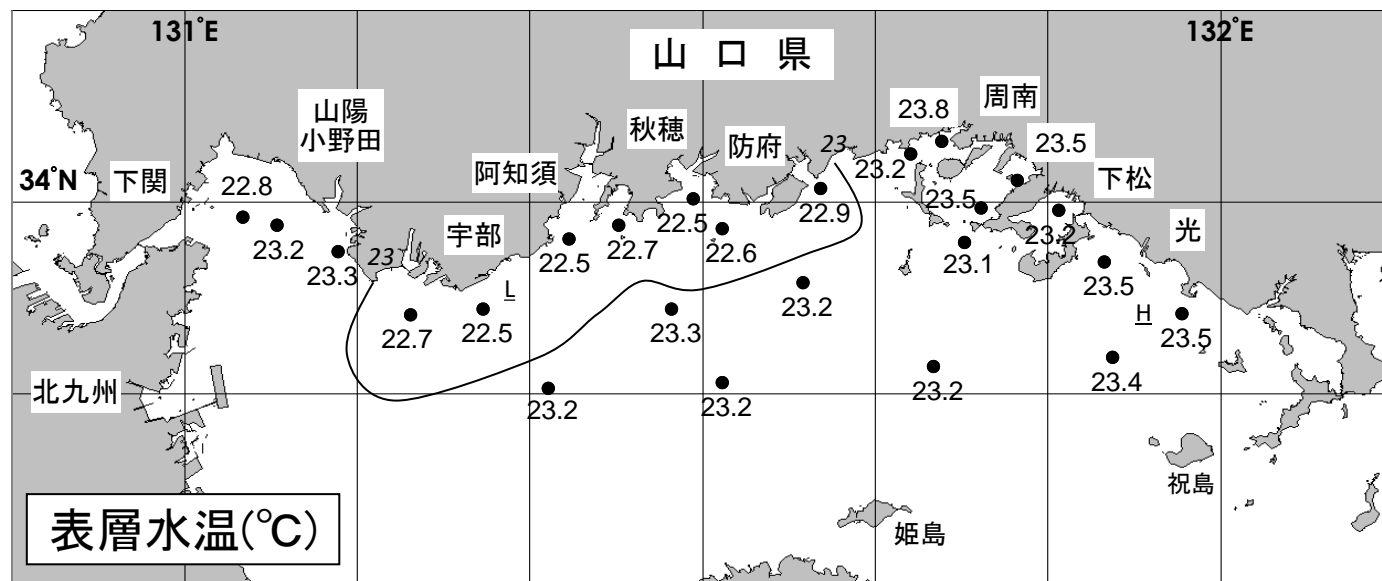 131°E
132°E
山 口 県
23.8
周南
山陽
小野田
秋穂
防府
23
23.2
23.5
34°N
下関
阿知須
下松
22.8
22.5
22.9
23.5
23.2
光
23.2
宇部
22.5
22.7
22.6
23.1
23.3
23
23.5
L
23.2
H
22.7
22.5
23.3
23.5
北九州
23.2
23.2
23.2
23.4
祝島
表層水温(℃)
姫島